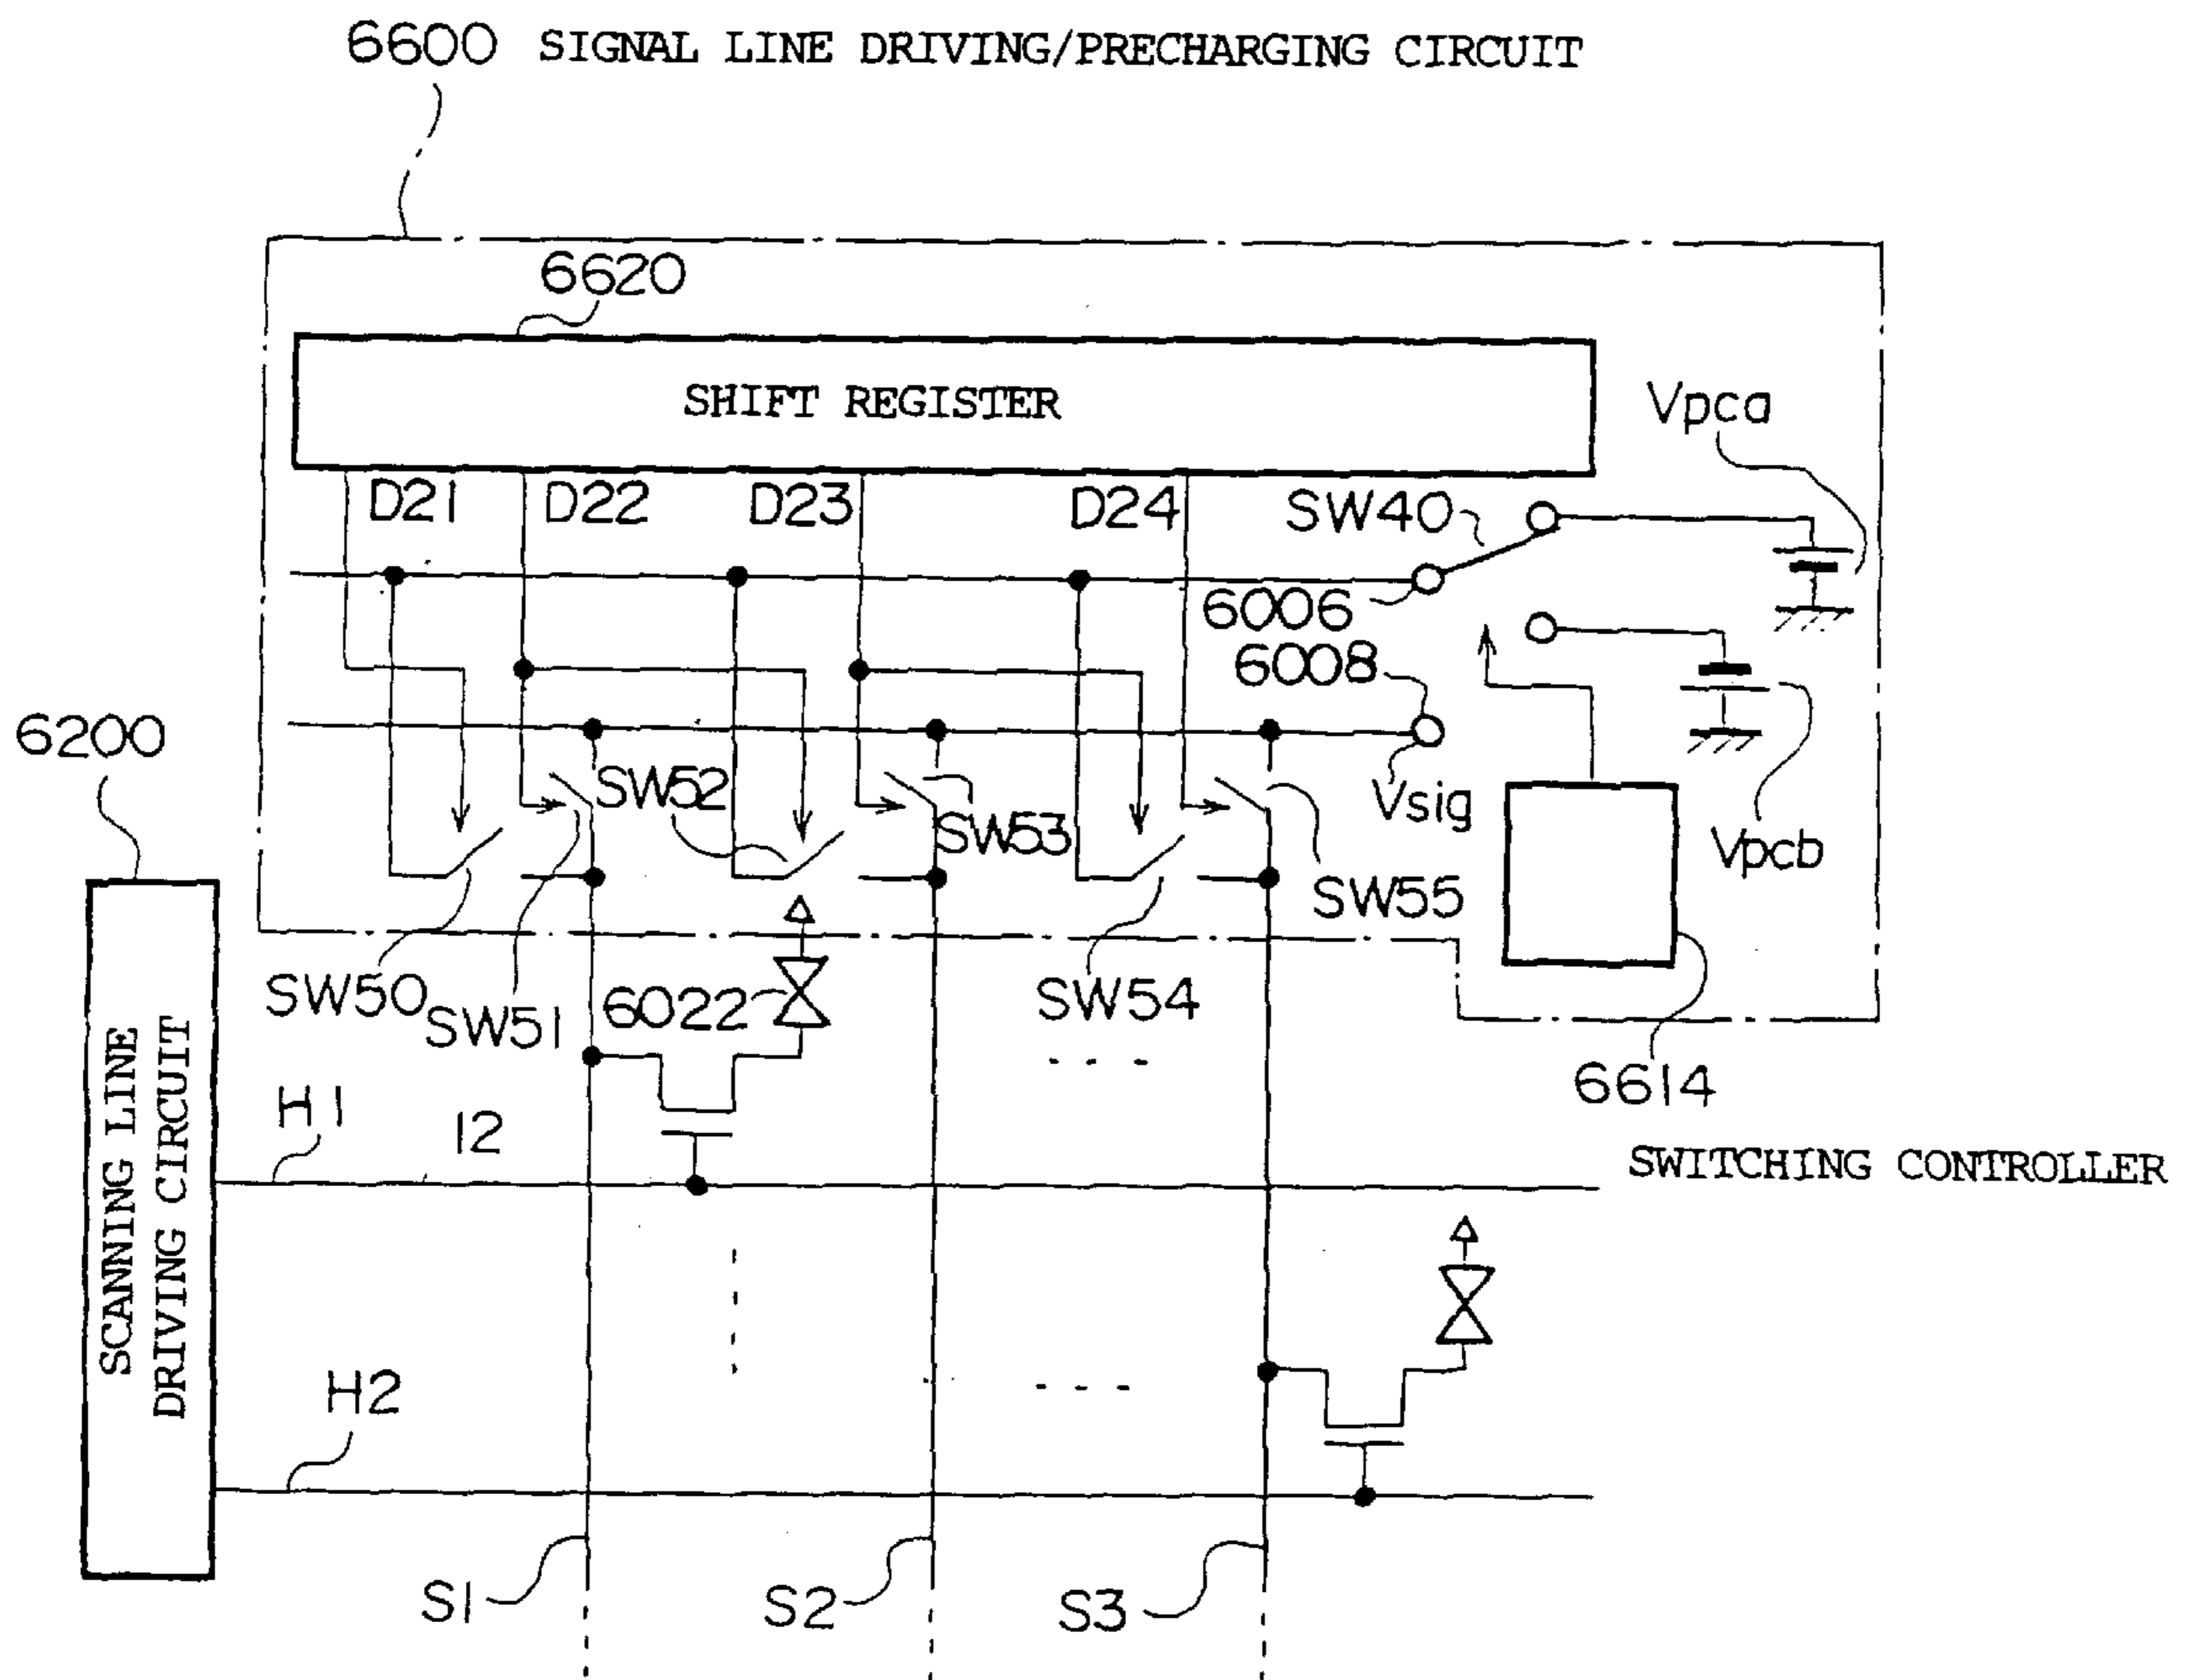 6600 SIGNAL LINE DRIVING/PRECHARGING CIRCUIT
6620
SHIFT REGISTER
Vpca
D21
D22
D23
D24
SW40
6006
6008
6200
SW52
SW53
Vsig
Vpcb
SW55
SW50
SW51
6022
SW54
6614
H1
12
SWITCHING CONTROLLER
SCANNING LINE
DRIVING CIRCUIT
H2
S1
S2
S3